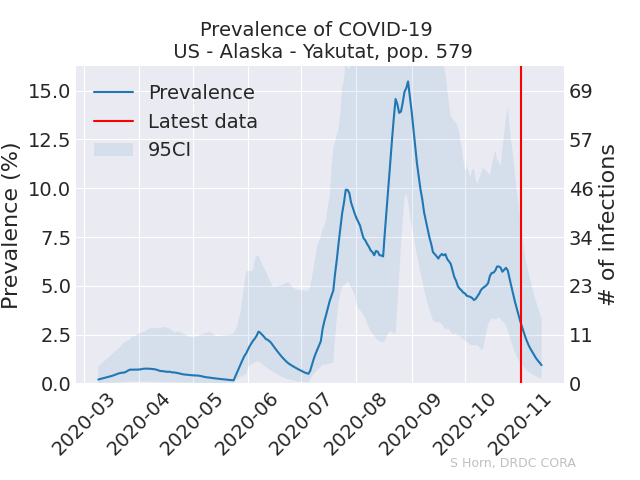 Prevalence of COVID-19
US - Alaska - Yakutat, pop. 579
Prevalence
Latest data
95CI
Prevalence (%)
15.0
12.5
10.0
7.5
5.0
2.5
0.0
69
57
46
34
23
11
0
# of infections
2020-03
2020-04
2020-05
2020-06
2020-07
2020-08
2020-09
2020-10
2020-11
S Horn, DRDC CORA